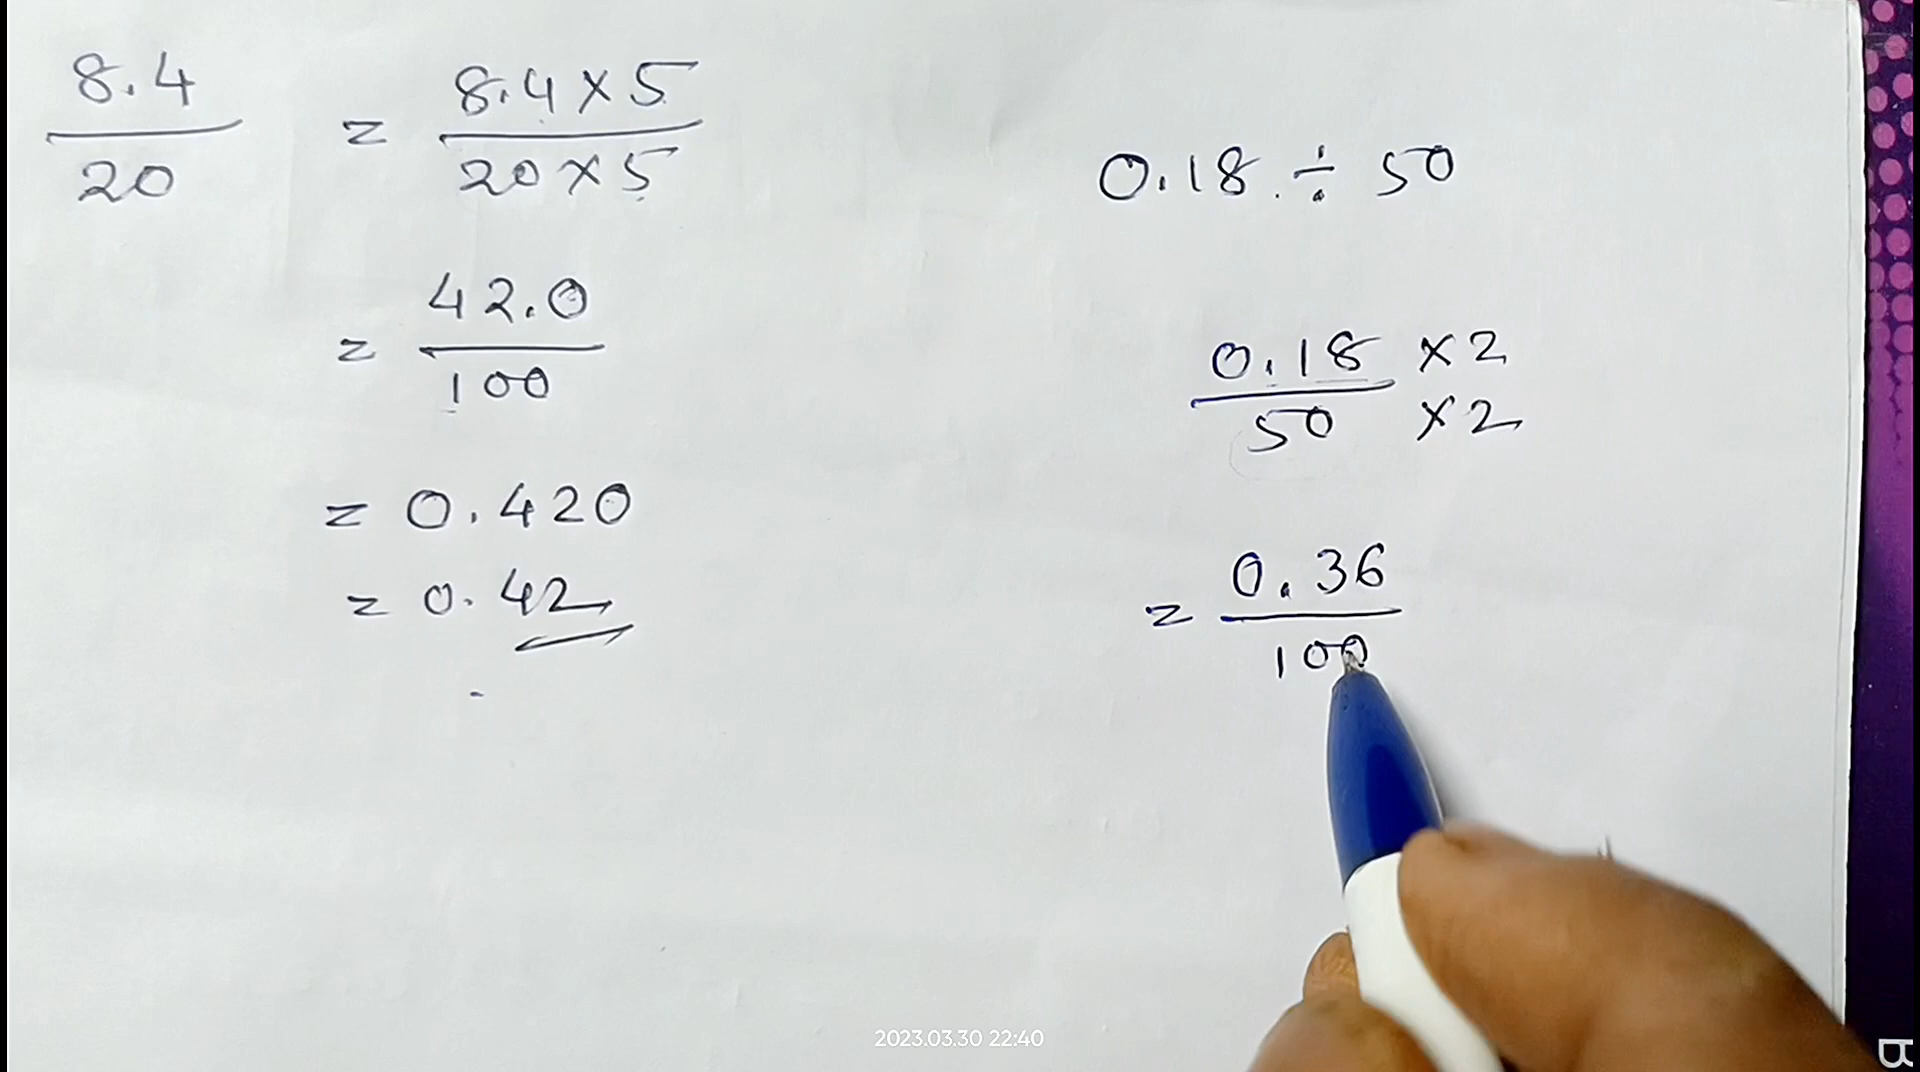 8.4 / 20 = 8.4 × 5 / 20 × 5
= 42.0 / 100
= 0.420
= 0.42
0.18 ÷ 50
0.18 × 2
50 × 2
= 0.36 / 100
2023.03.30 22:40
B